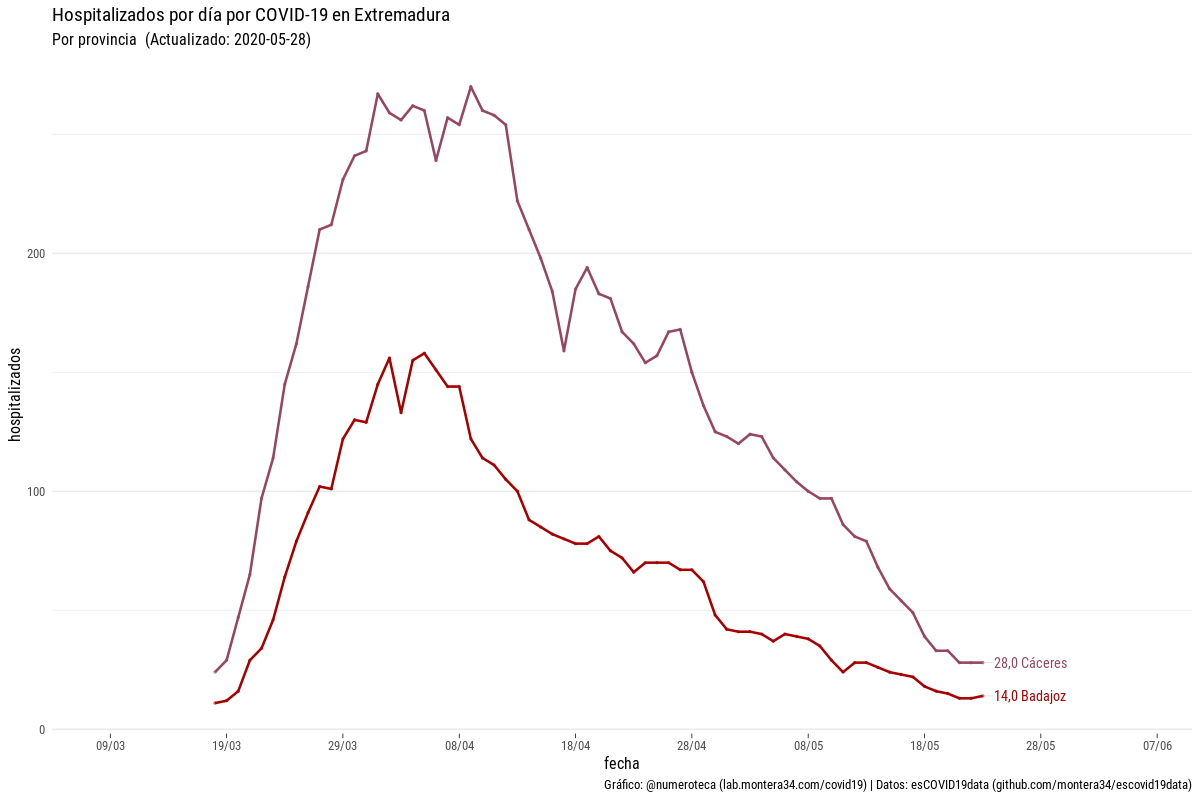 Hospitalizados por día por COVID-19 en Extremadura
Por provincia (Actualizado: 2020-05-28)
hospitalizados
200
100
0
28,0 Cáceres
14,0 Badajoz
09/03 19/03 29/03 08/04 18/04 28/04 08/05 18/05 28/05 07/06
fecha
Gráfico: @numeroteca (lab.montera34.com/covid19) | Datos: esCOVID19data (github.com/montera34/escovid19data)